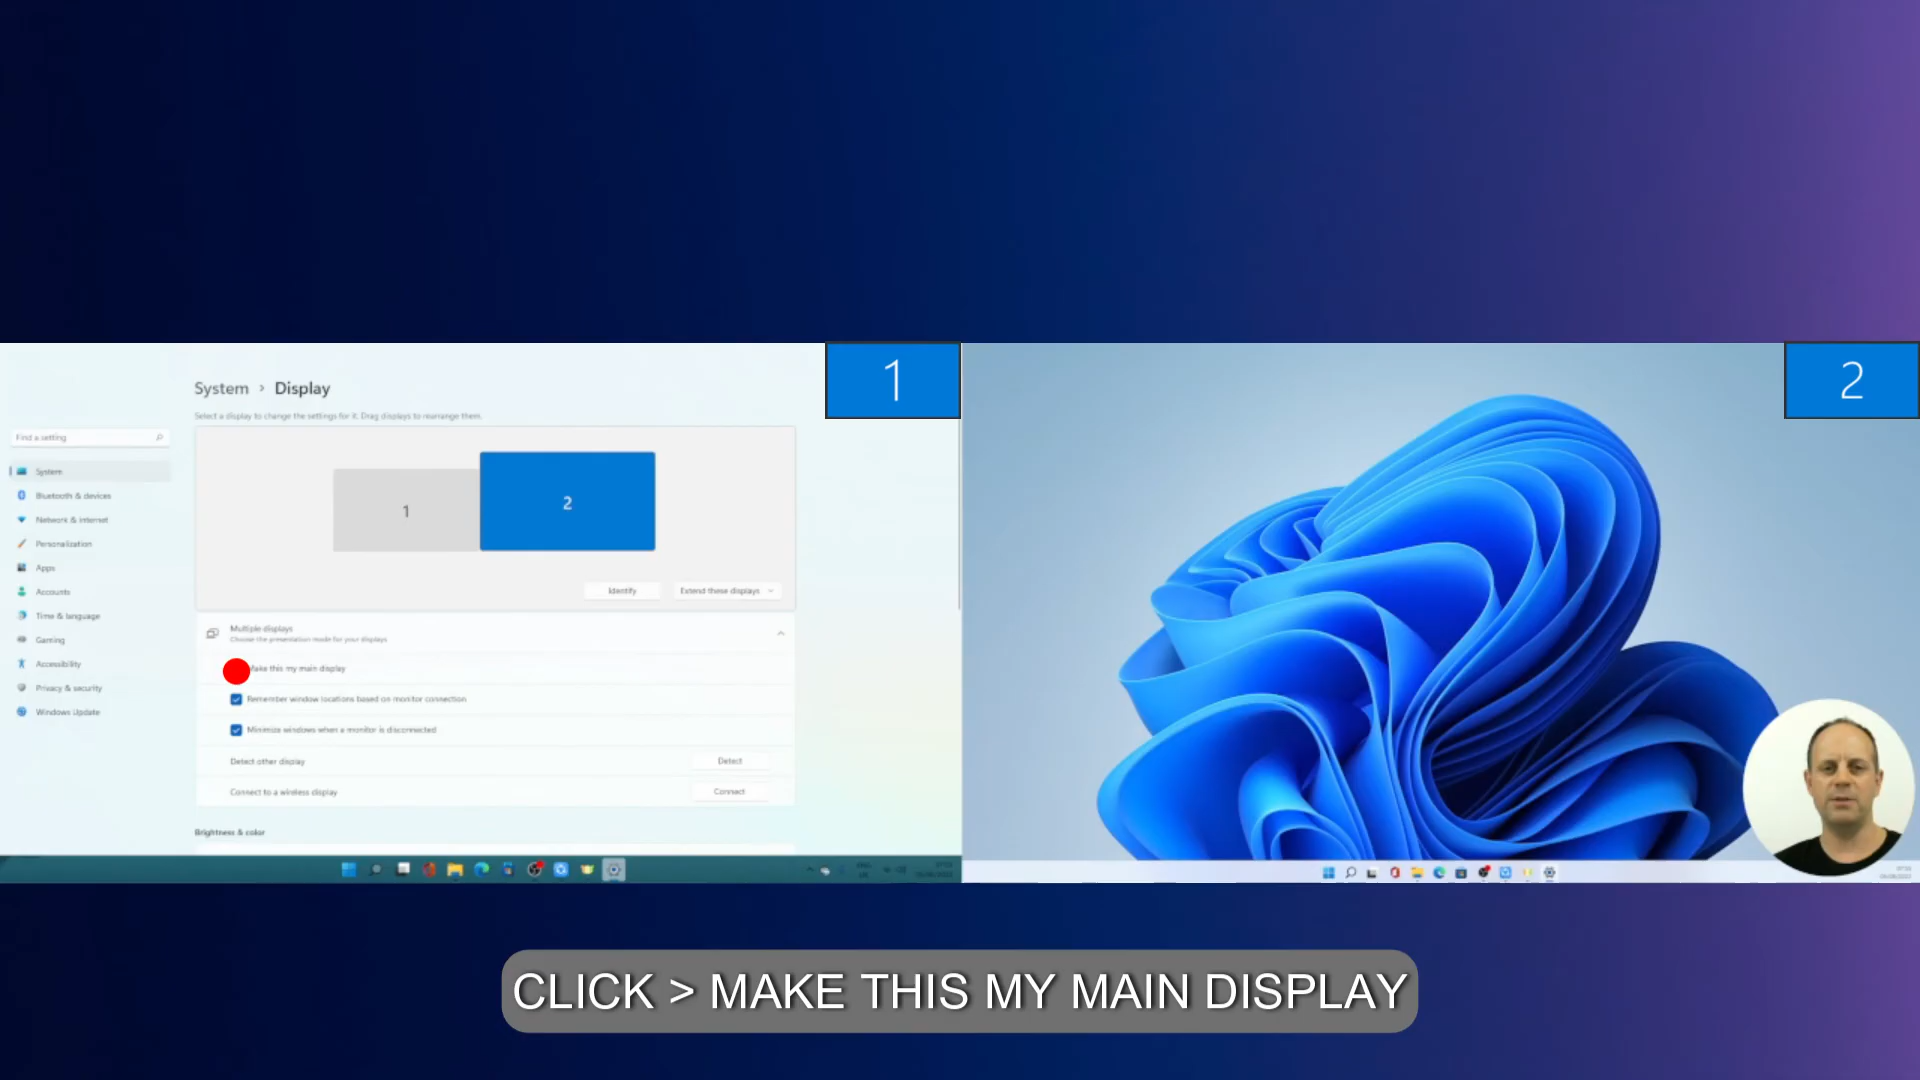 1
2
System › Display
Select a display to change the settings for it. Drag displays to rearrange them.
Find a setting
System
Bluetooth & devices
Network & internet
Personalization
Apps
Accounts
Time & language
Gaming
Accessibility
Privacy & security
Windows Update
1
2
Identify
Extend these displays
Multiple displays
Choose the presentation mode for your displays
Make this my main display
Remember window locations based on monitor connection
Minimize windows when a monitor is disconnected
Detect other display
Detect
Connect to a wireless display
Connect
Brightness & color
CLICK > MAKE THIS MY MAIN DISPLAY